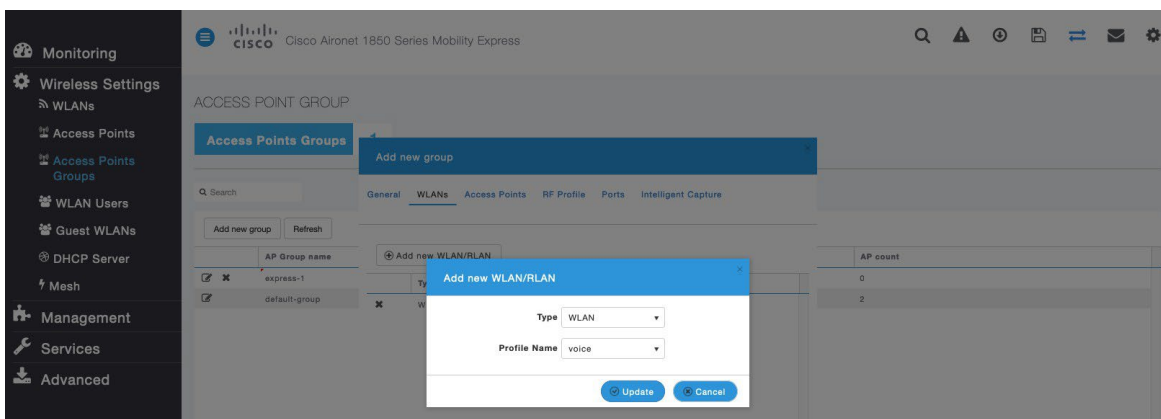 Monitoring
Wireless Settings
WLANs
Access Points
Access Points
Groups
WLAN Users
Guest WLANs
DHCP Server
Mesh
Management
Services
Advanced
CISCO Cisco Aironet 1850 Series Mobility Express
ACCESS POINT GROUP
Access Points Groups
Search
Add new group Refresh
AP Group name AP count
express-1 0
default-group 2
Add new group
General WLANs Access Points RF Profile Ports Intelligent Capture
Add new WLAN/RLAN
Add new WLAN/RLAN
Type WLAN
Profile Name voice
Update Cancel